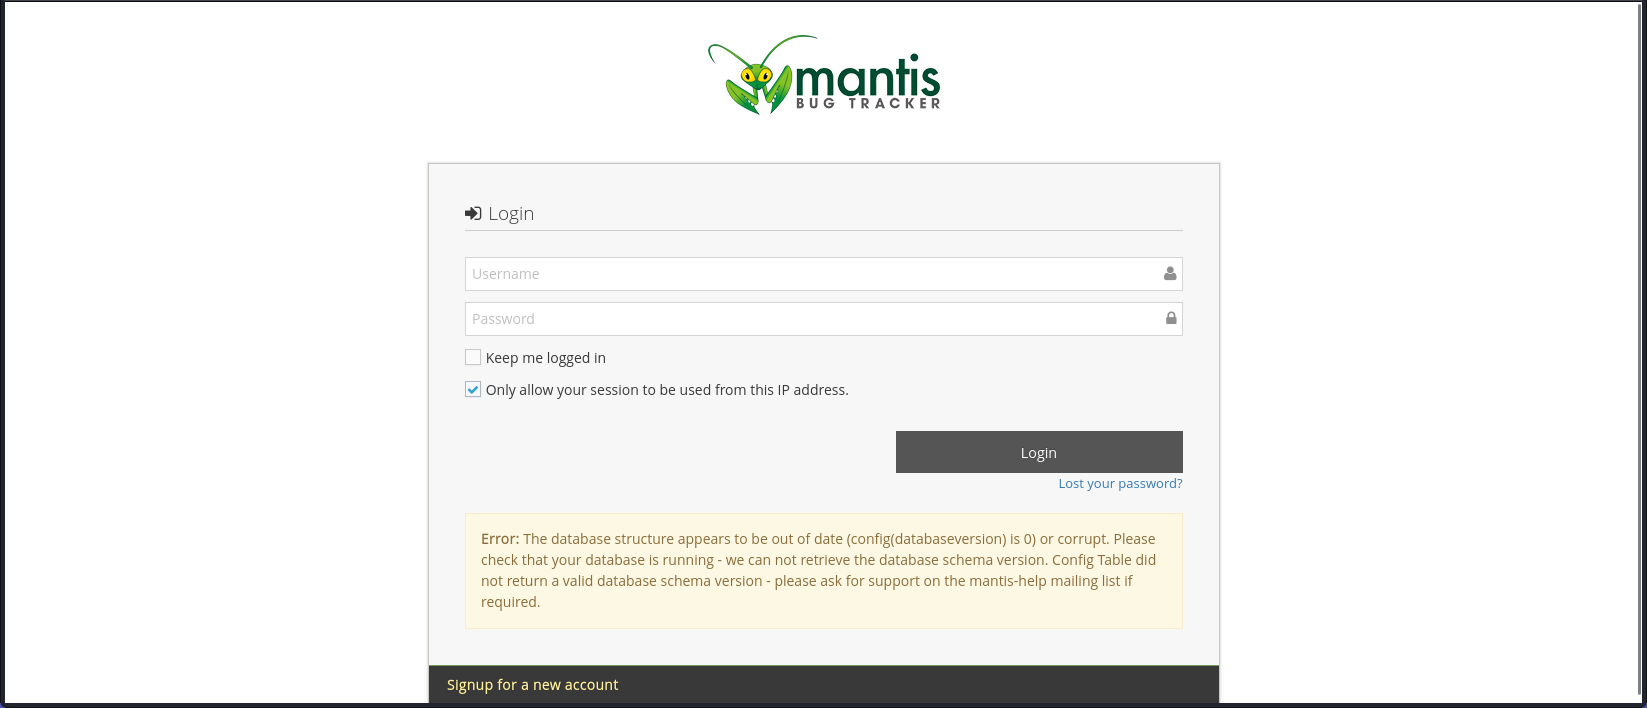 mantis
BUG TRACKER
Login
Username
Password
Keep me logged in
Only allow your session to be used from this IP address.
Login
Lost your password?
Error: The database structure appears to be out of date (config(databaseversion) is 0) or corrupt. Please
check that your database is running - we can not retrieve the database schema version. Config Table did
not return a valid database schema version - please ask for support on the mantis-help mailing list if
required.
Signup for a new account